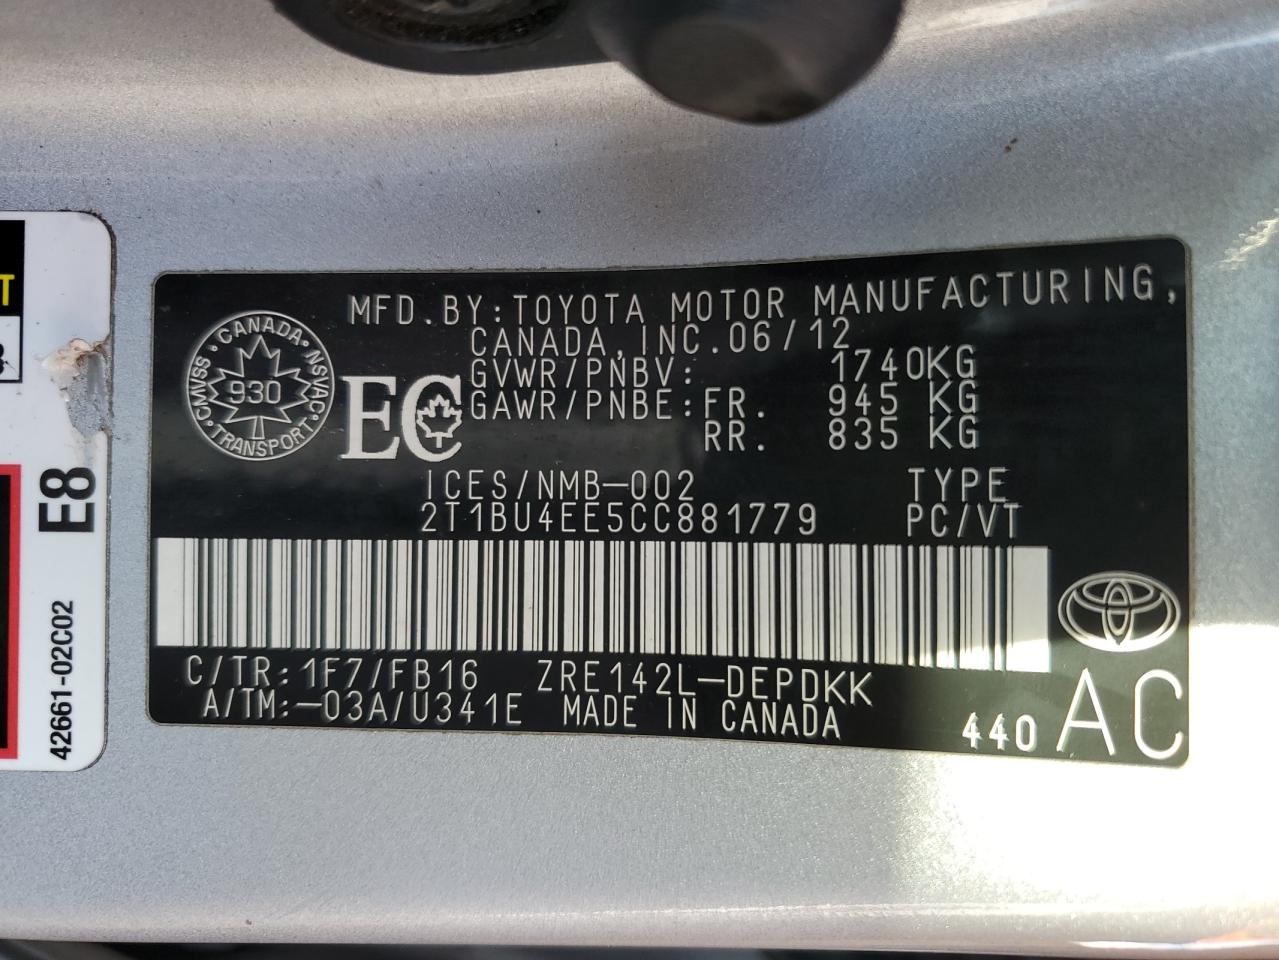 MFD.BY:TOYOTA MOTOR MANUFACTURING,
CANADA,INC.06/12
GVWR/PNBV: 1740KG
GAWR/PNBE:FR. 945 KG
RR. 835 KG
CANADA
CMVSS
NSVAC
930
TRANSPORT
EC
ICES/NMB-002
TYPE
2T1BU4EE5CC881779
PC/VT
C/TR:1F7/FB16 ZRE142L-DEPDKK
A/TM:-03A/U341E MADE IN CANADA
440 AC
T
E8
42661-02C02